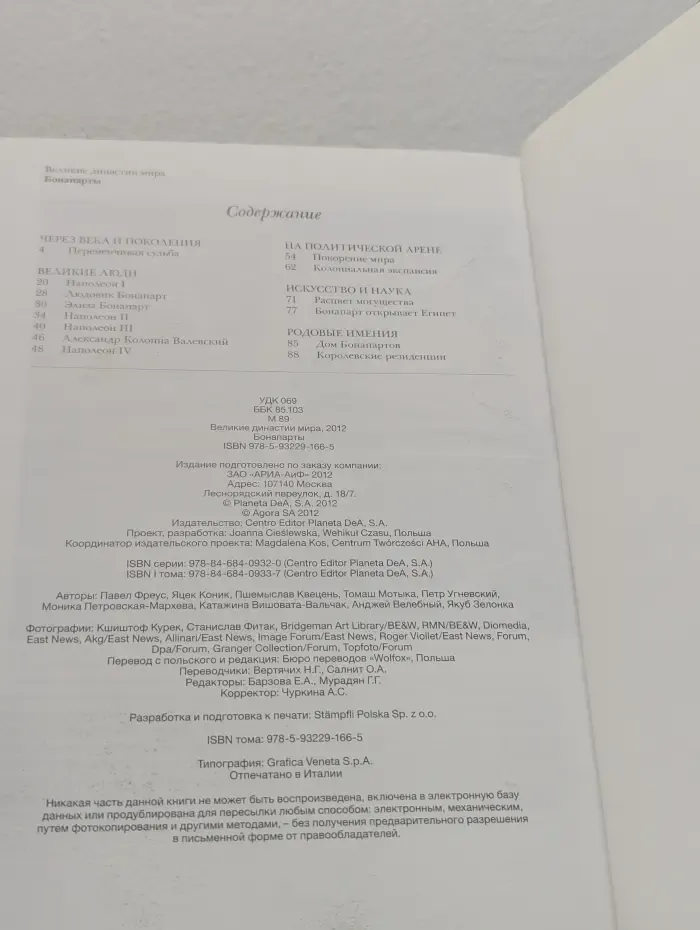 Великие династии мира
Бонапарты
Содержание
ЧЕРЕЗ ВЕКА И ПОКОЛЕНИЯ
4 Переменчивая судьба
ВЕЛИКИЕ ЛЮДИ
20 Наполеон I
28 Людовик Бонапарт
30 Элиза Бонапарт
34 Наполеон II
40 Наполеон III
46 Александр Колонна Валевский
48 Наполеон IV
НА ПОЛИТИЧЕСКОЙ АРЕНЕ
54 Покорение мира
62 Колониальная экспансия
ИСКУССТВО И НАУКА
71 Расцвет могущества
77 Бонапарт открывает Египет
РОДОВЫЕ ИМЕНИЯ
85 Дом Бонапартов
88 Королевские резиденции
УДК 069
ББК 85.103
М 89
Великие династии мира, 2012
Бонапарты
ISBN 978-5-93229-166-5
Издание подготовлено по заказу компании:
ЗАО «АРИА-АиФ» 2012
Адрес: 107140 Москва
Леснорядский переулок, д. 18/7.
© Planeta DeA, S.A. 2012
© Agora SA 2012
Издательство: Centro Editor Planeta DeA, S.A.
Проект, разработка: Joanna Cieślewska, Wehikuł Czasu, Польша
Координатор издательского проекта: Magdalena Kos, Centrum Twórczości AHA, Польша
ISBN серии: 978-84-684-0932-0 (Centro Editor Planeta DeA, S.A.)
ISBN I тома: 978-84-684-0933-7 (Centro Editor Planeta DeA, S.A.)
Авторы: Павел Фреус, Яцек Коник, Пшемыслав Квецень, Томаш Мотыка, Петр Угневский,
Моника Петровская-Мархева, Катажина Вишовата-Вальчак, Анджей Велебный, Якуб Зелонка
Фотографии: Кшиштоф Курек, Станислав Фитак, Bridgeman Art Library/BE&W, RMN/BE&W, Diomedia,
East News, Akg/East News, Allinari/East News, Image Forum/East News, Roger Viollet/East News, Forum,
Dpa/Forum, Granger Collection/Forum, Topfoto/Forum
Перевод с польского и редакция: Бюро переводов «Wolfox», Польша
Переводчики: Вертячих Н.Г., Салнит О.А.
Редакторы: Барзова Е.А., Мурадян Г.Г.
Корректор: Чуркина А.С.
Разработка и подготовка к печати: Stämpfli Polska Sp. z o.o.
ISBN тома: 978-5-93229-166-5
Типография: Grafica Veneta S.p.A.
Отпечатано в Италии
Никакая часть данной книги не может быть воспроизведена, включена в электронную базу
данных или продублирована для пересылки любым способом: электронным, механическим,
путем фотокопирования и другими методами, – без получения предварительного разрешения
в письменной форме от правообладателей.